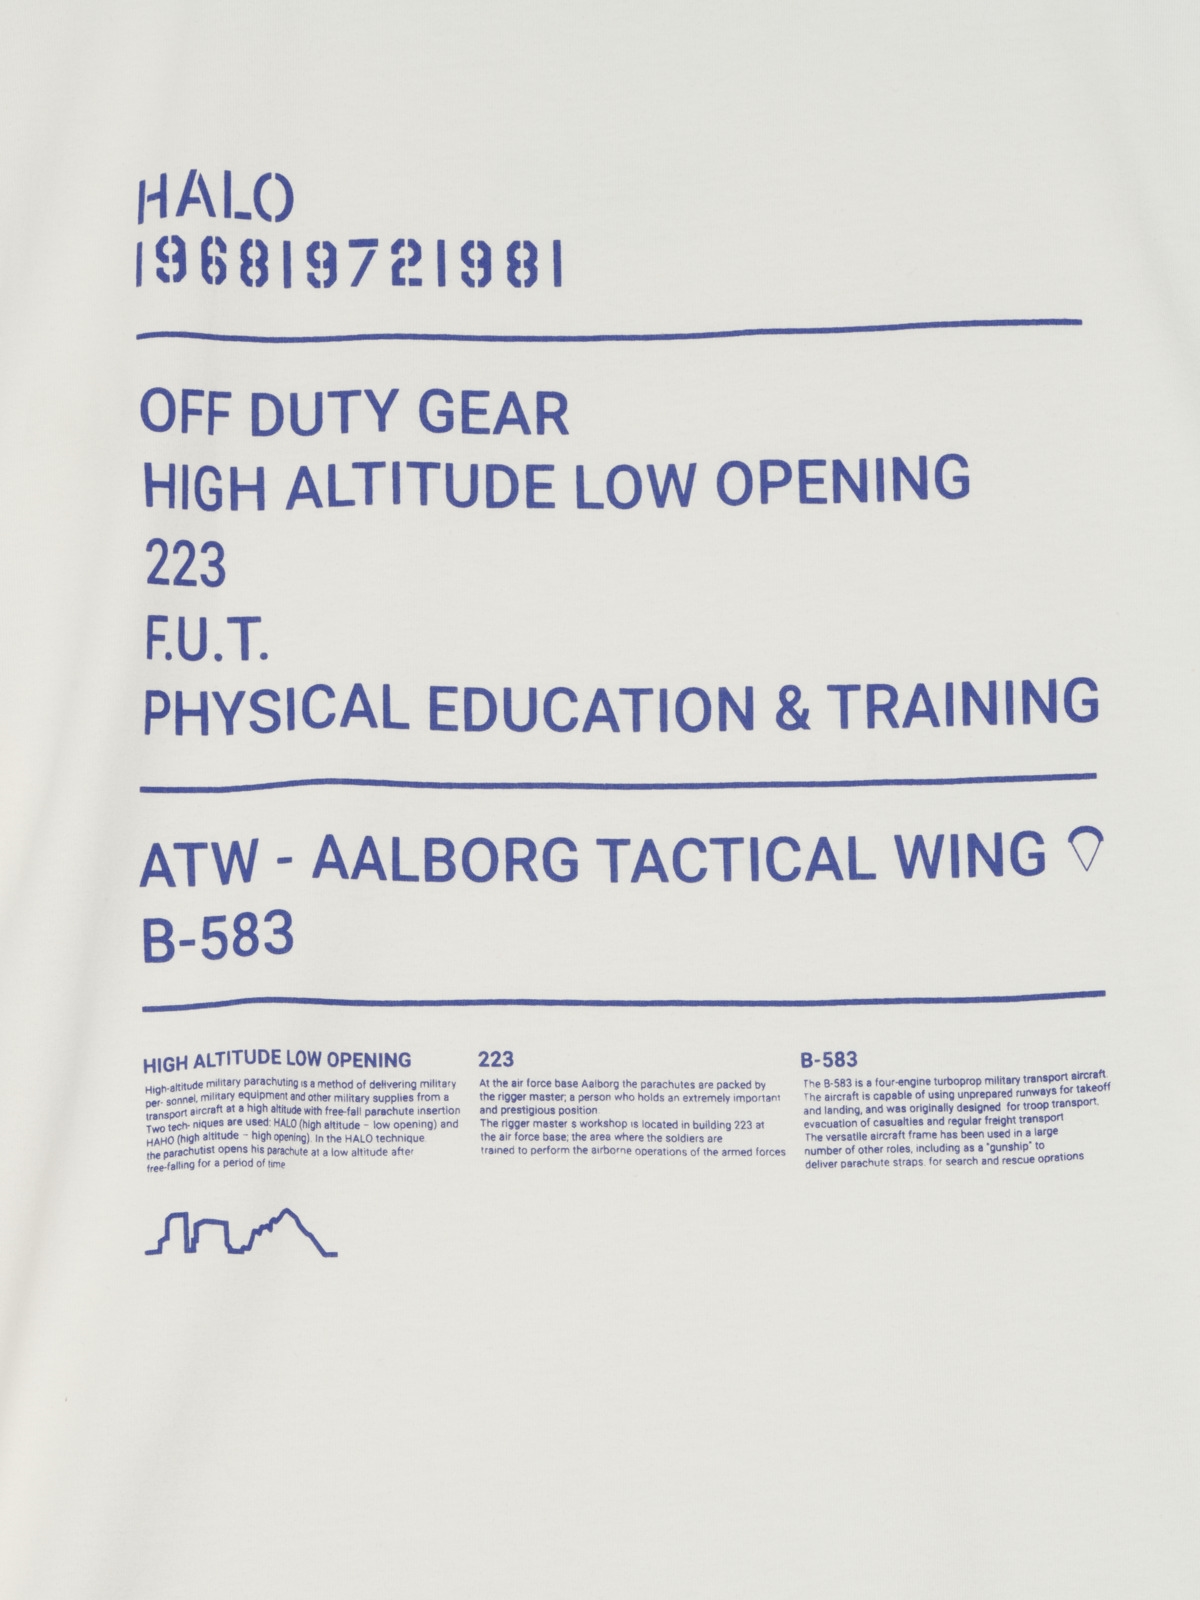 HALO
196819721981
OFF DUTY GEAR
HIGH ALTITUDE LOW OPENING
223
F.U.T.
PHYSICAL EDUCATION & TRAINING
ATW - AALBORG TACTICAL WING
B-583
HIGH ALTITUDE LOW OPENING
High-altitude military parachuting is a method of delivering military
per- sonnel, military equipment and other military supplies from a
transport aircraft at a high altitude with free-fall parachute insertion
Two tech- niques are used: HALO (high altitude – low opening) and
HAHO (high altitude – high opening). In the HALO technique
the parachutist opens his parachute at a low altitude after
free-falling for a period of time
223
At the air force base Aalborg the parachutes are packed by
the rigger master; a person who holds an extremely important
and prestigious position
The rigger master s workshop is located in building 223 at
the air force base; the area where the soldiers are
trained to perform the airborne operations of the armed forces
B-583
The B-583 is a four-engine turboprop military transport aircraft.
The aircraft is capable of using unprepared runways for takeoff
and landing, and was originally designed for troop transport,
evacuation of casualties and regular freight transport
The versatile aircraft frame has been used in a large
number of other roles, including as a "gunship" to
deliver parachute straps. for search and rescue oprations